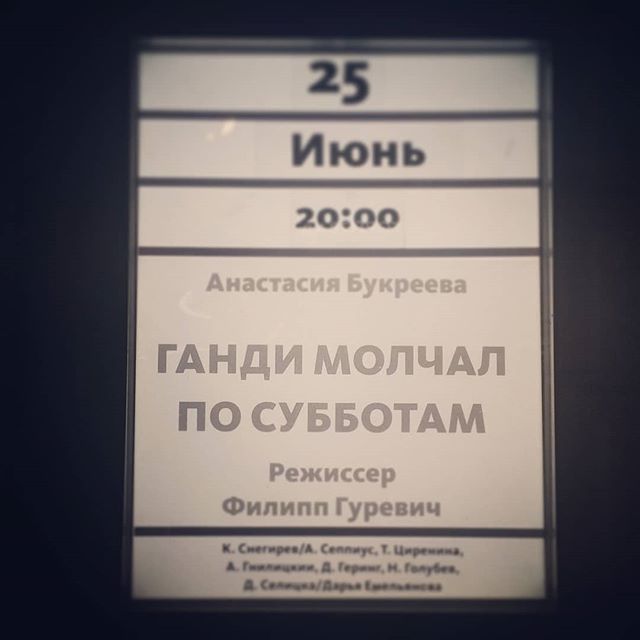 25
Июнь
20:00
Анастасия Букреева
ГАНДИ МОЛЧАЛ
ПО СУББОТАМ
Режиссер
Филипп Гуревич
К. Снегирев/А. Сеппиус, Т. Циренина,
А. Гнилицкий, Д. Геринг, Н. Голубев,
Д. Селицка/Дарья Емельянова